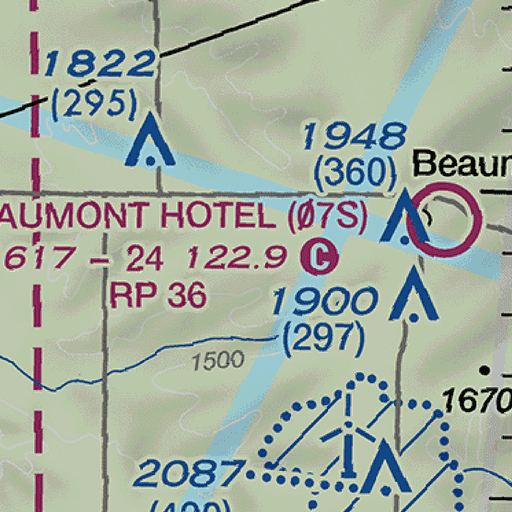 1822
(295)
1948
(360)
Beaum
AUMONT HOTEL (Ø7S)
617 – 24 122.9 C
RP 36
1900
(297)
1500
1670
2087